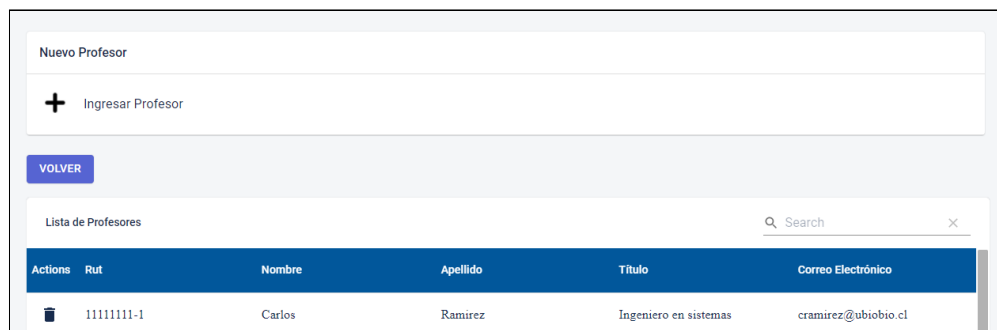 Nuevo Profesor
Ingresar Profesor
VOLVER
Lista de Profesores Search
Actions Rut Nombre Apellido Título Correo Electrónico
11111111-1 Carlos Ramirez Ingeniero en sistemas cramirez@ubiobio.cl